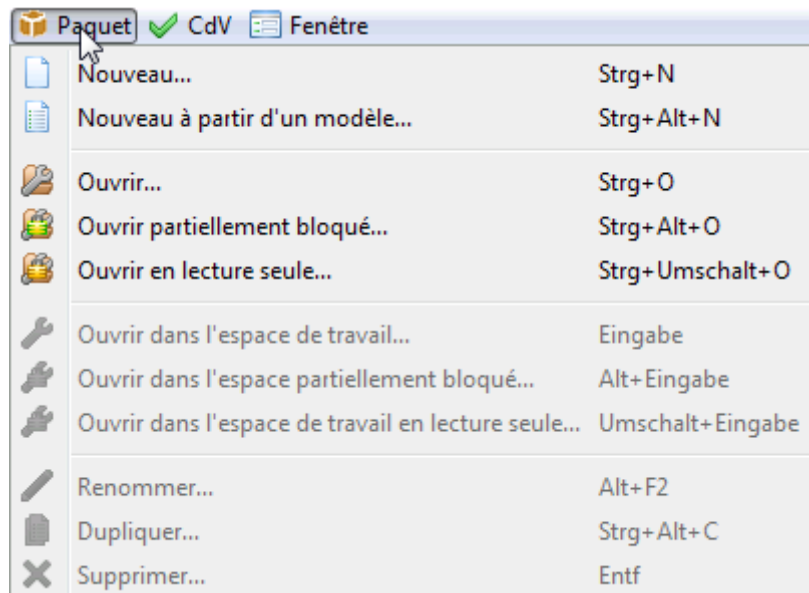 Paquet CdV Fenêtre
Nouveau... Strg+N
Nouveau à partir d'un modèle... Strg+Alt+N
Ouvrir... Strg+O
Ouvrir partiellement bloqué... Strg+Alt+O
Ouvrir en lecture seule... Strg+Umschalt+O
Ouvrir dans l'espace de travail... Eingabe
Ouvrir dans l'espace partiellement bloqué... Alt+Eingabe
Ouvrir dans l'espace de travail en lecture seule... Umschalt+Eingabe
Renommer... Alt+F2
Dupliquer... Strg+Alt+C
Supprimer... Entf